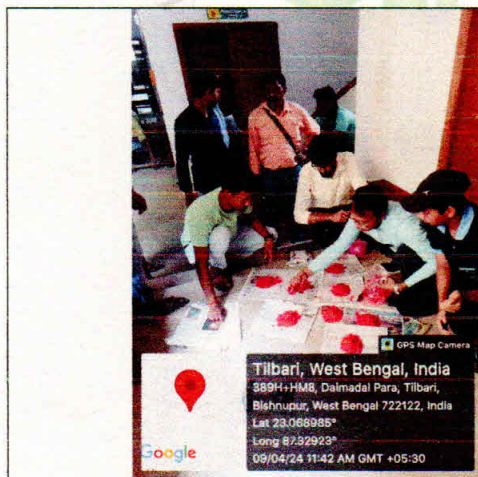 GPS Map Camera
Tilbari, West Bengal, India
389H+HM8, Dalmadal Para, Tilbari,
Bishnupur, West Bengal 722122, India
Lat 23.068985°
Long 87.32923°
09/04/24 11:42 AM GMT +05:30
Google